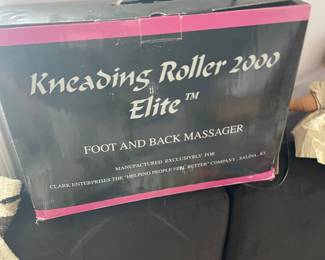 Kneading Roller 2000
Elite™
FOOT AND BACK MASSAGER
MANUFACTURED EXCLUSIVELY FOR
CLARK ENTERPRISES THE "HELPING PEOPLE FEEL BETTER" COMPANY, SALINA, KS